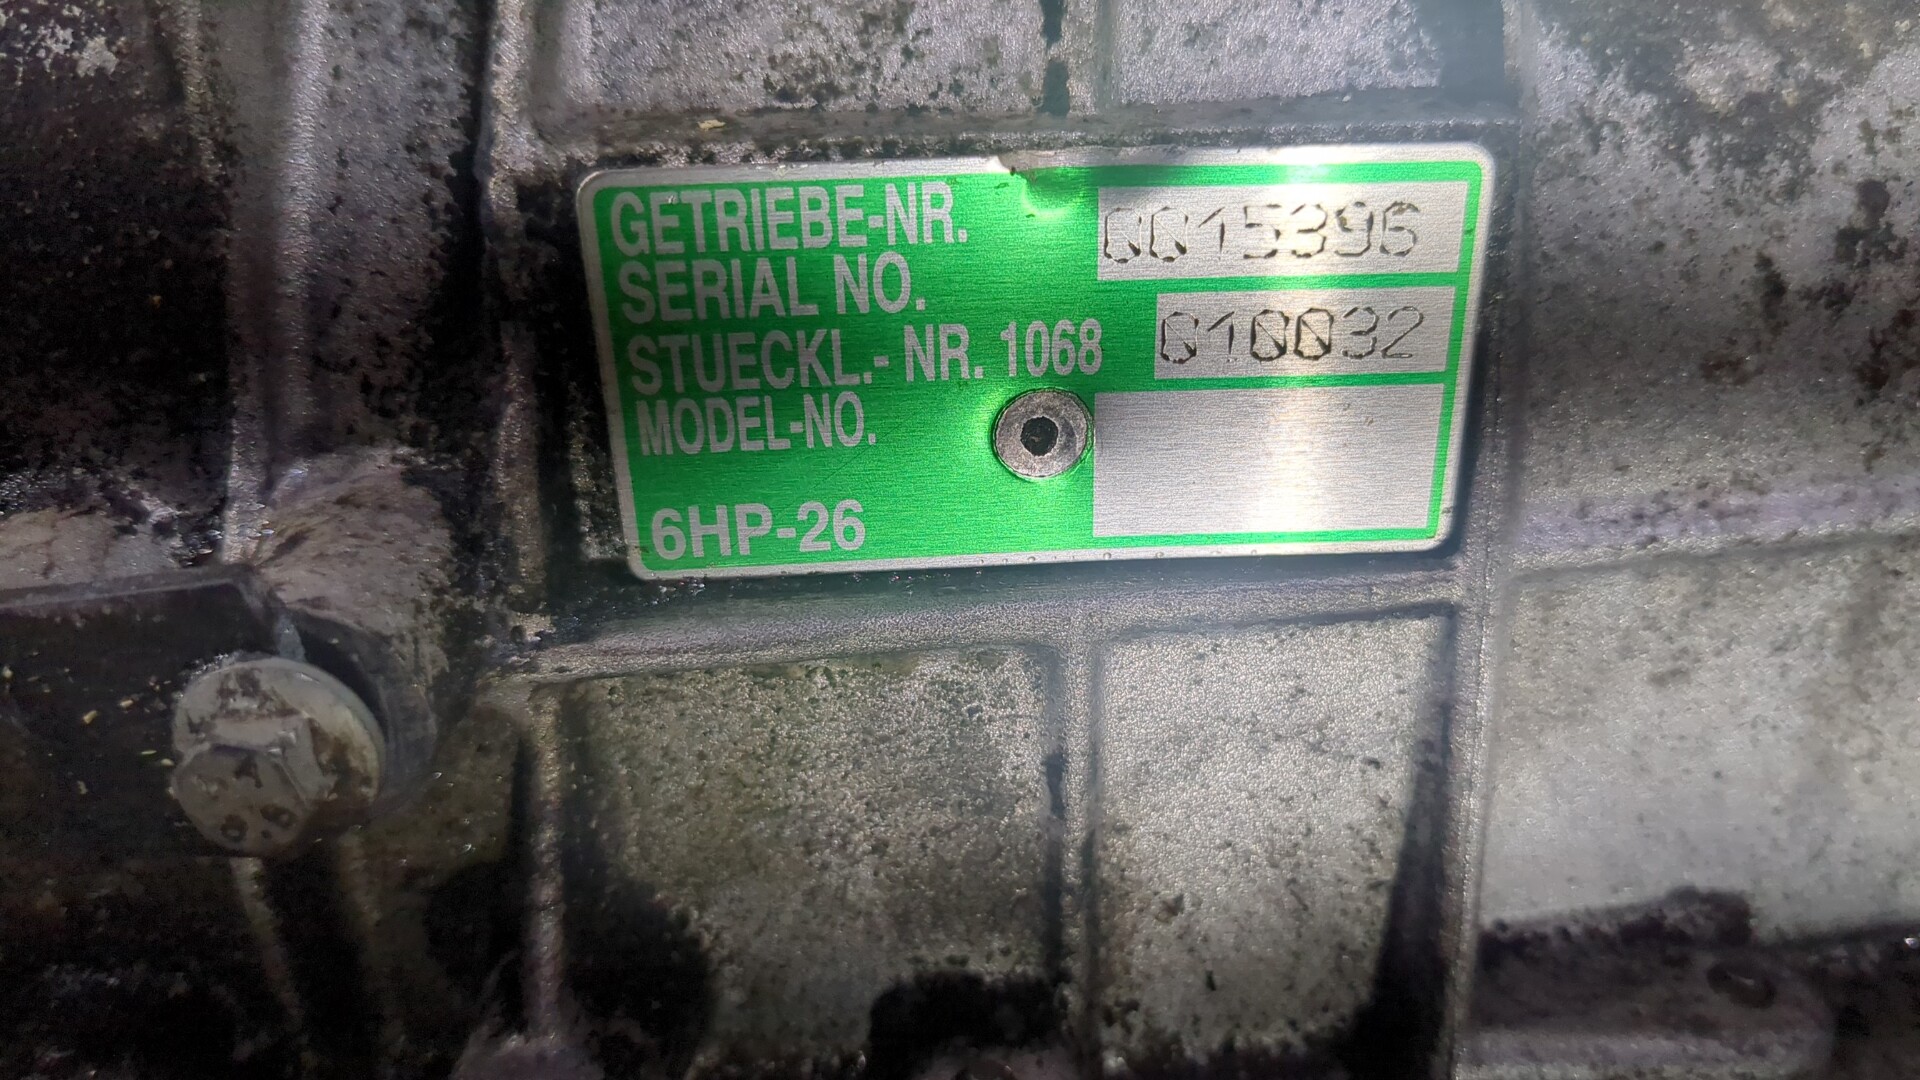 GETRIEBE-NR. 0015396
SERIAL NO.
STUECKL.- NR. 1068 010032
MODEL-NO.
6HP-26